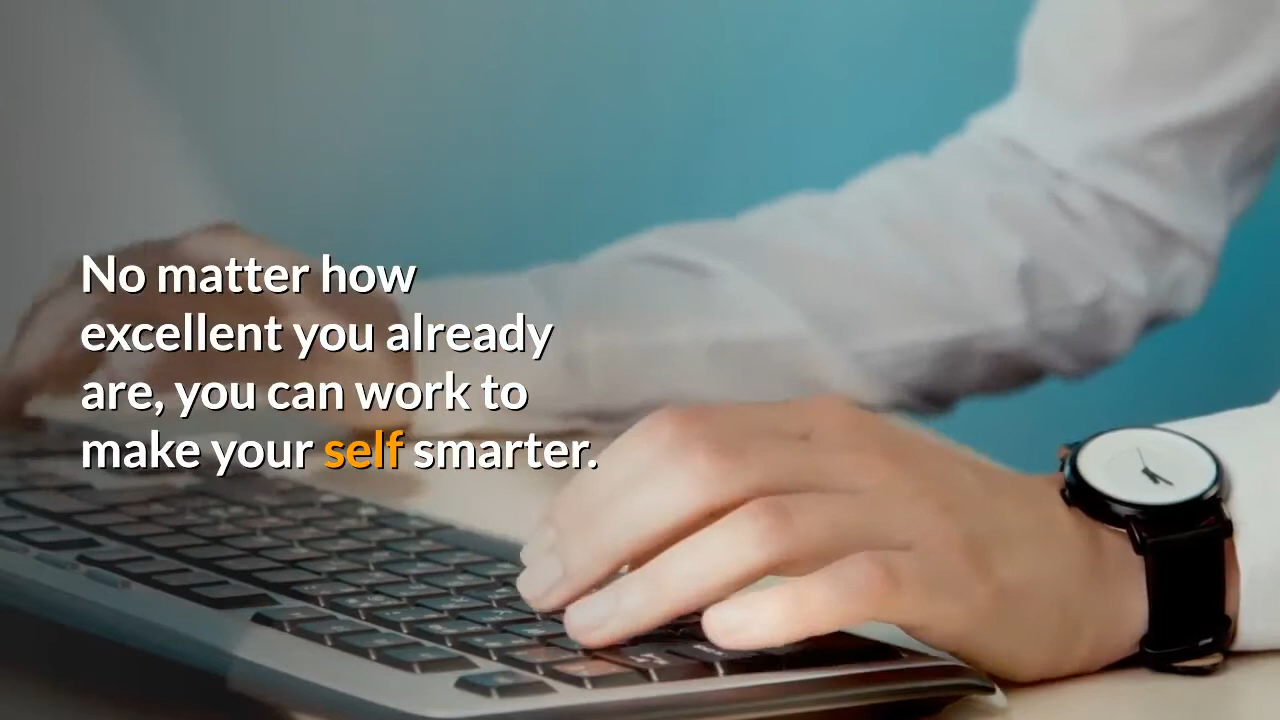 No matter how
excellent you already
are, you can work to
make your self smarter.